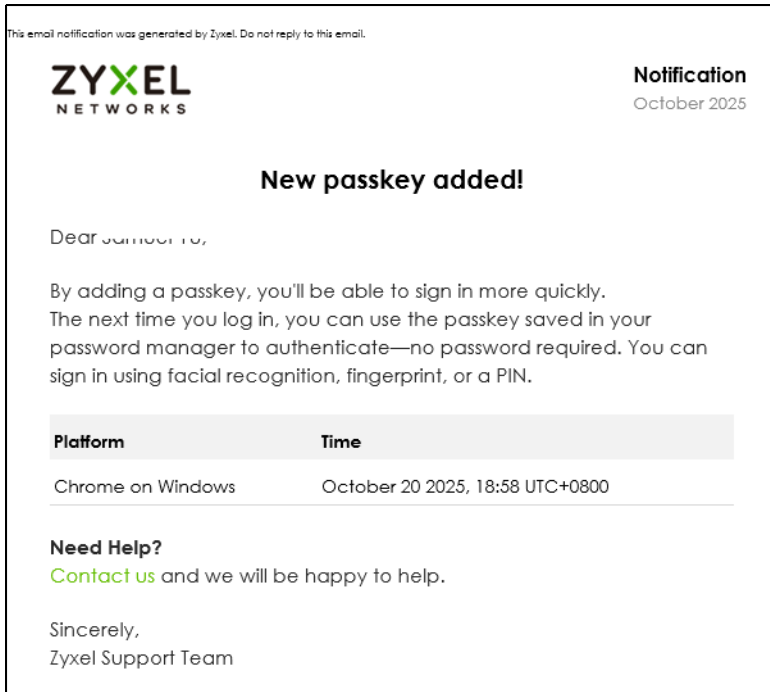 This email notification was generated by Zyxel. Do not reply to this email.
ZYXEL
NETWORKS
Notification
October 2025
New passkey added!
Dear
By adding a passkey, you'll be able to sign in more quickly.
The next time you log in, you can use the passkey saved in your
password manager to authenticate—no password required. You can
sign in using facial recognition, fingerprint, or a PIN.
Platform Time
Chrome on Windows October 20 2025, 18:58 UTC+0800
Need Help?
Contact us and we will be happy to help.
Sincerely,
Zyxel Support Team